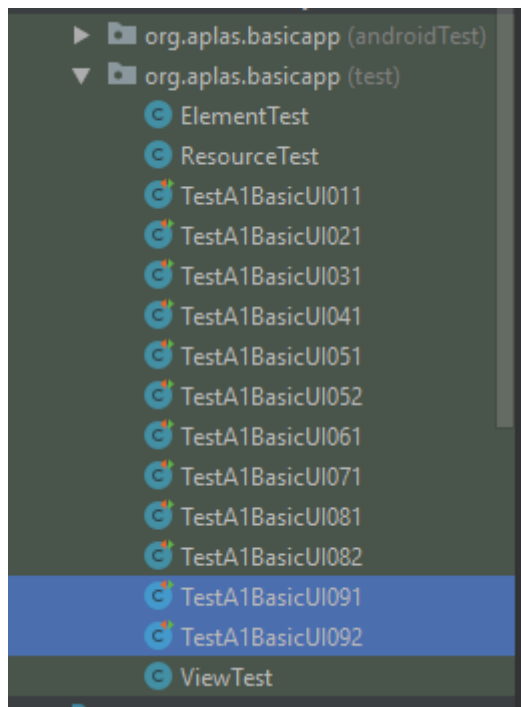 org.aplas.basicapp (androidTest)
org.aplas.basicapp (test)
ElementTest
ResourceTest
TestA1BasicUI011
TestA1BasicUI021
TestA1BasicUI031
TestA1BasicUI041
TestA1BasicUI051
TestA1BasicUI052
TestA1BasicUI061
TestA1BasicUI071
TestA1BasicUI081
TestA1BasicUI082
TestA1BasicUI091
TestA1BasicUI092
ViewTest